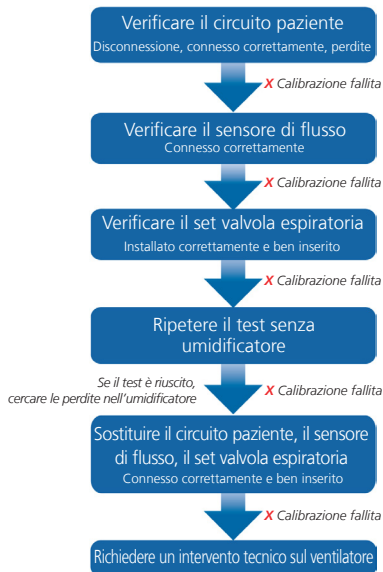 Verificare il circuito paziente
Disconnessione, connesso correttamente, perdite
X Calibrazione fallita
Verificare il sensore di flusso
Connesso correttamente
X Calibrazione fallita
Verificare il set valvola espiratoria
Installato correttamente e ben inserito
X Calibrazione fallita
Ripetere il test senza
umidificatore
Se il test è riuscito,
cercare le perdite nell'umidificatore
X Calibrazione fallita
Sostituire il circuito paziente, il sensore
di flusso, il set valvola espiratoria
Connesso correttamente e ben inserito
X Calibrazione fallita
Richiedere un intervento tecnico sul ventilatore